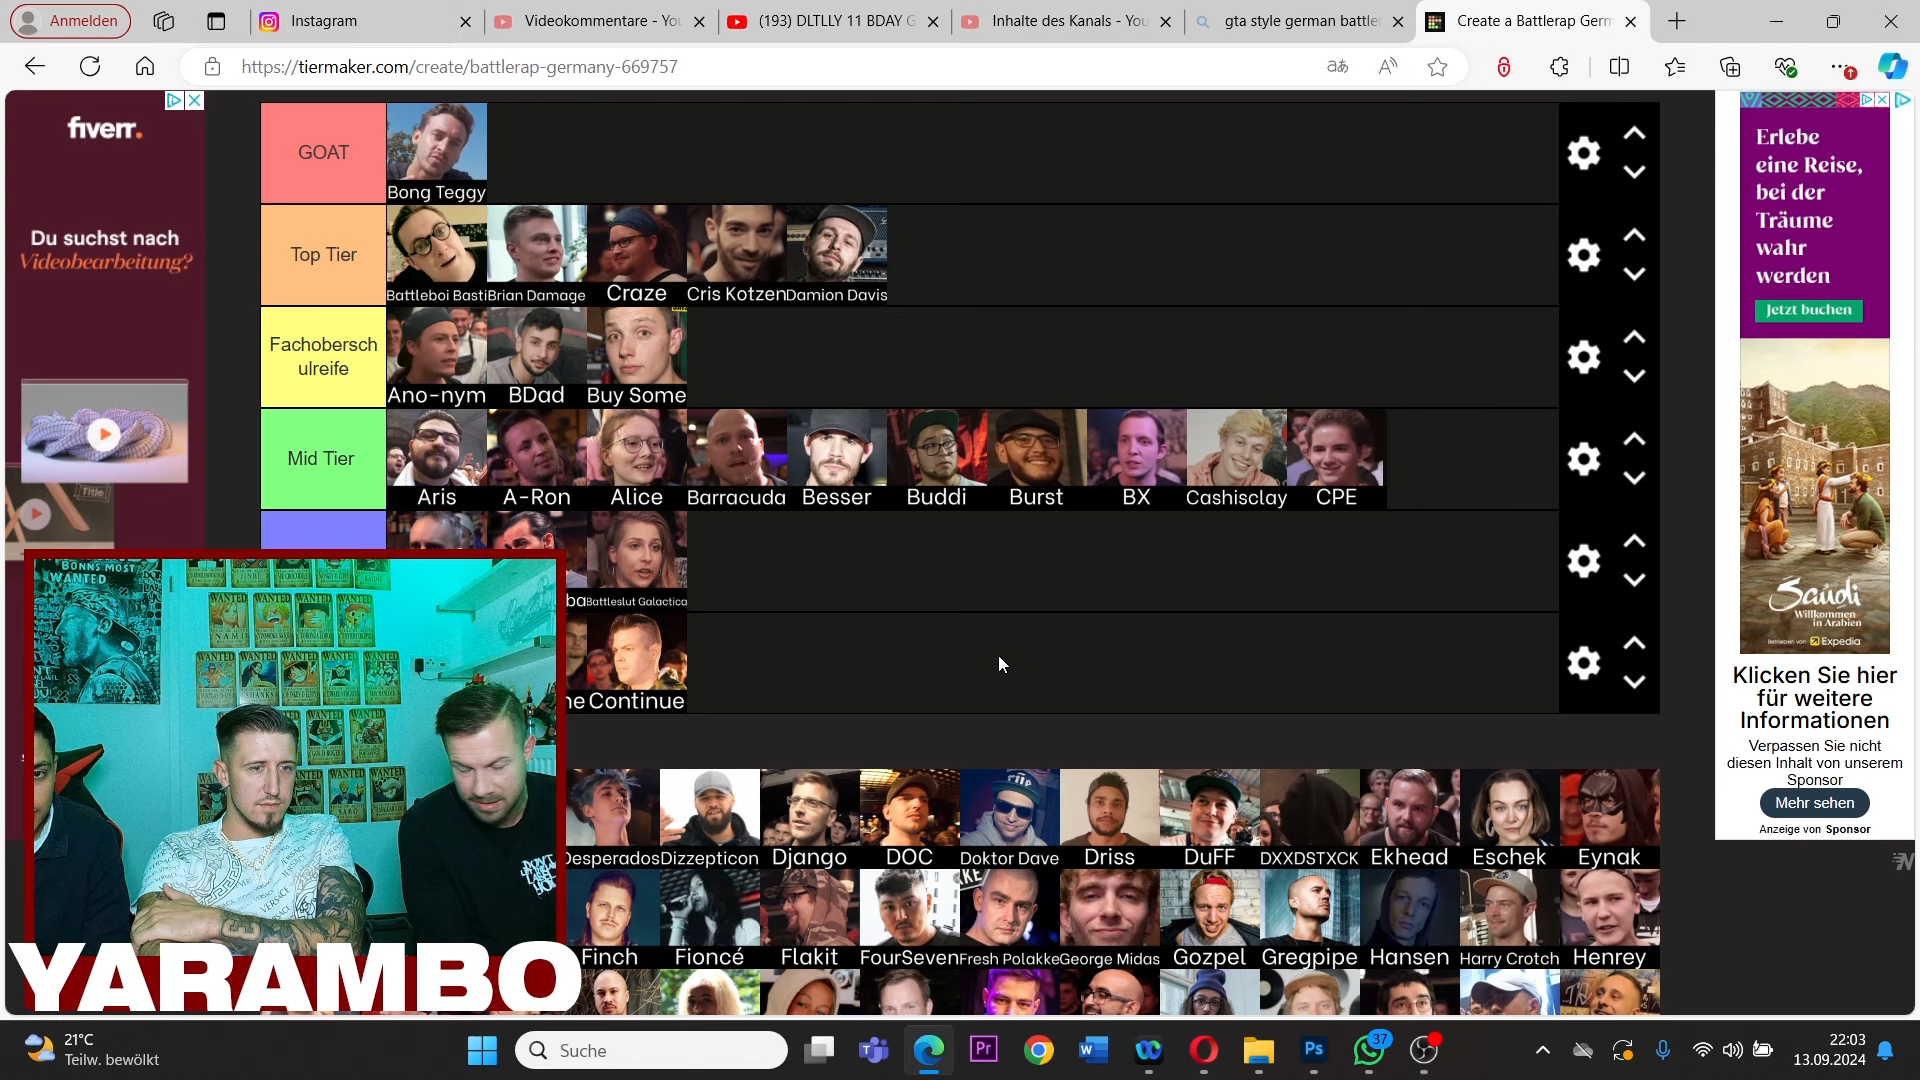 Anmelden
Instagram
Videokommentare - You
(193) DLTLLY 11 BDAY G
Inhalte des Kanals - You
gta style german battler
Create a Battlerap Germ
https://tiermaker.com/create/battlerap-germany-669757
fiverr.
Du suchst nach
Videobearbeitung?
Title
GOAT
Bong Teggy
Top Tier
Battleboi Basti
Brian Damage
Craze
Cris Kotzen
Damion Davis
Fachobersch
ulreife
Ano-nym
BDad
Buy Some
Mid Tier
Aris
A-Ron
Alice
Barracuda
Besser
Buddi
Burst
BX
Cashisclay
CPE
ba
Battleslut Galactica
ne
Continue
BONNS MOST
WANTED
Desperados
Dizzepticon
Django
DOC
Doktor Dave
Driss
DuFF
DXXDSTXCK
Ekhead
Eschek
Eynak
Finch
Fioncé
Flakit
FourSeven
Fresh Polakke
George Midas
Gozpel
Gregpipe
Hansen
Harry Crotch
Henrey
YARAMBO
Erlebe
eine Reise,
bei der
Träume
wahr
werden
Jetzt buchen
Saudi
Willkommen
in Arabien
Betrieben von Expedia
Klicken Sie hier
für weitere
Informationen
Verpassen Sie nicht
diesen Inhalt von unserem
Sponsor
Mehr sehen
Anzeige von Sponsor
21°C
Teilw. bewölkt
Suche
37
22:03
13.09.2024